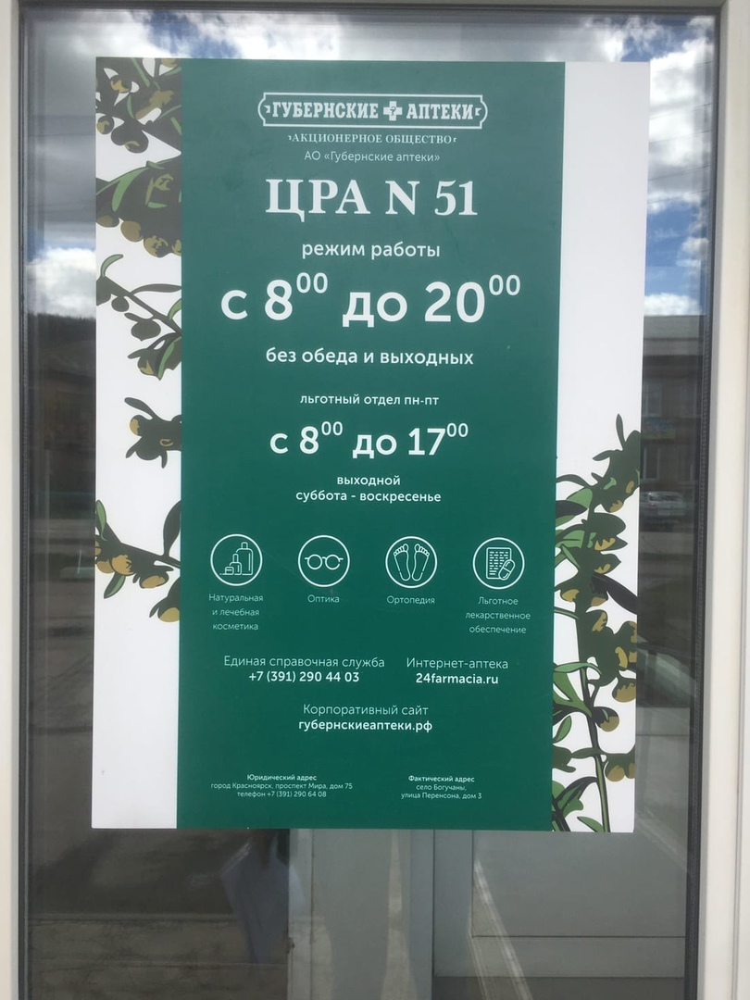 ГУБЕРНСКИЕ АПТЕКИ
АКЦИОНЕРНОЕ ОБЩЕСТВО
АО «Губернские аптеки»
ЦРА N 51
режим работы
с 8⁰⁰ до 20⁰⁰
без обеда и выходных
льготный отдел пн-пт
с 8⁰⁰ до 17⁰⁰
выходной
суббота - воскресенье
Натуральная
и лечебная
косметика
Оптика
Ортопедия
Льготное
лекарственное
обеспечение
Единая справочная служба
+7 (391) 290 44 03
Интернет-аптека
24farmacia.ru
Корпоративный сайт
губернскиеаптеки.рф
Юридический адрес
город Красноярск, проспект Мира, дом 75
телефон +7 (391) 290 64 08
Фактический адрес
село Богучаны,
улица Перенсона, дом 3